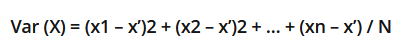 Var (X) = (x1 – x’)2 + (x2 – x’)2 + ... + (xn – x’) / N